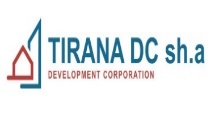 TIRANA DC sh.a
DEVELOPMENT CORPORATION